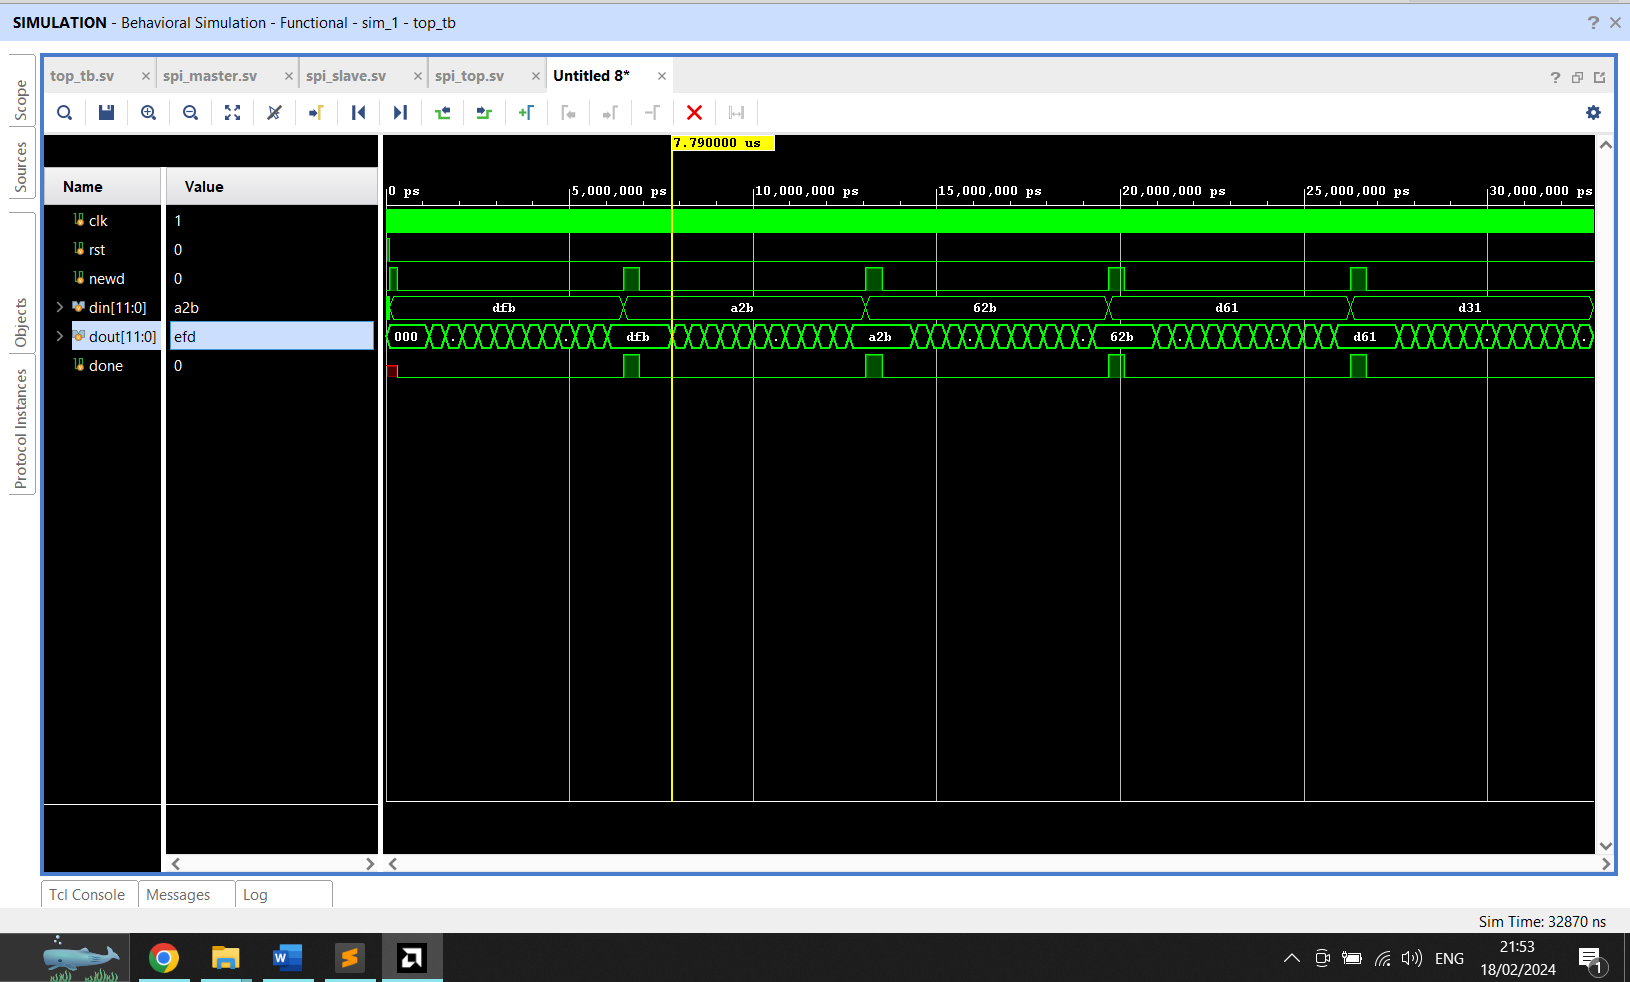 SIMULATION - Behavioral Simulation - Functional - sim_1 - top_tb
? ×
Scope
Sources
Objects
Protocol Instances
top_tb.sv × spi_master.sv × spi_slave.sv × spi_top.sv × Untitled 8* ×
?
7.790000 us
Name Value
0 ps 5,000,000 ps 10,000,000 ps 15,000,000 ps 20,000,000 ps 25,000,000 ps 30,000,000 ps
clk 1
rst 0
newd 0
din[11:0] a2b dfb a2b 62b d61 d31
dout[11:0] efd 000 . . dfb . a2b . . 62b . . d61 . .
done 0
Tcl Console Messages Log
Sim Time: 32870 ns
ENG
21:53
18/02/2024
1